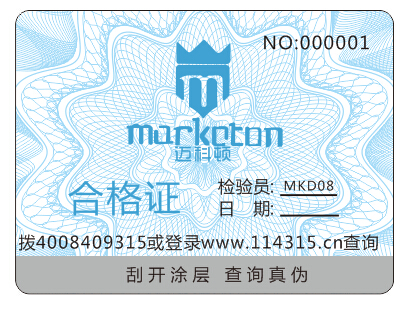 NO:000001
marketon
迈科顿
合格证
检验员: MKD08
日 期:
拨4008409315或登录www.114315.cn查询
刮开涂层 查询真伪